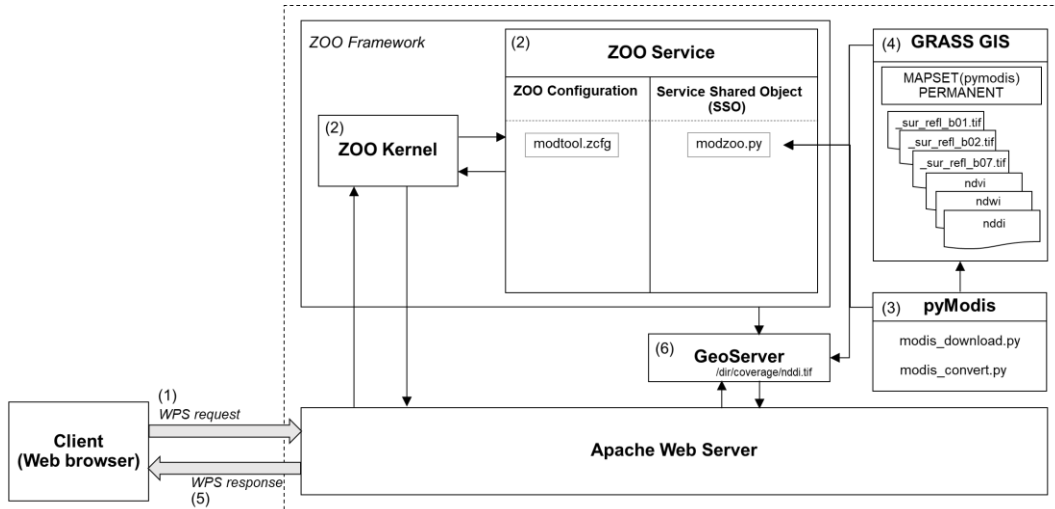 ZOO Framework
(2)
ZOO Service
ZOO Configuration
Service Shared Object
(SSO)
modtool.zcfg
modzoo.py
(2)
ZOO Kernel
(4)
GRASS GIS
MAPSET(pymodis)
PERMANENT
_sur_refl_b01.tif
_sur_refl_b02.tif
_sur_refl_b07.tif
ndvi
ndwi
nddi
(3)
pyModis
modis_download.py
modis_convert.py
(6)
GeoServer
/dir/coverage/nddi.tif
(1)
WPS request
Client
(Web browser)
WPS response
(5)
Apache Web Server